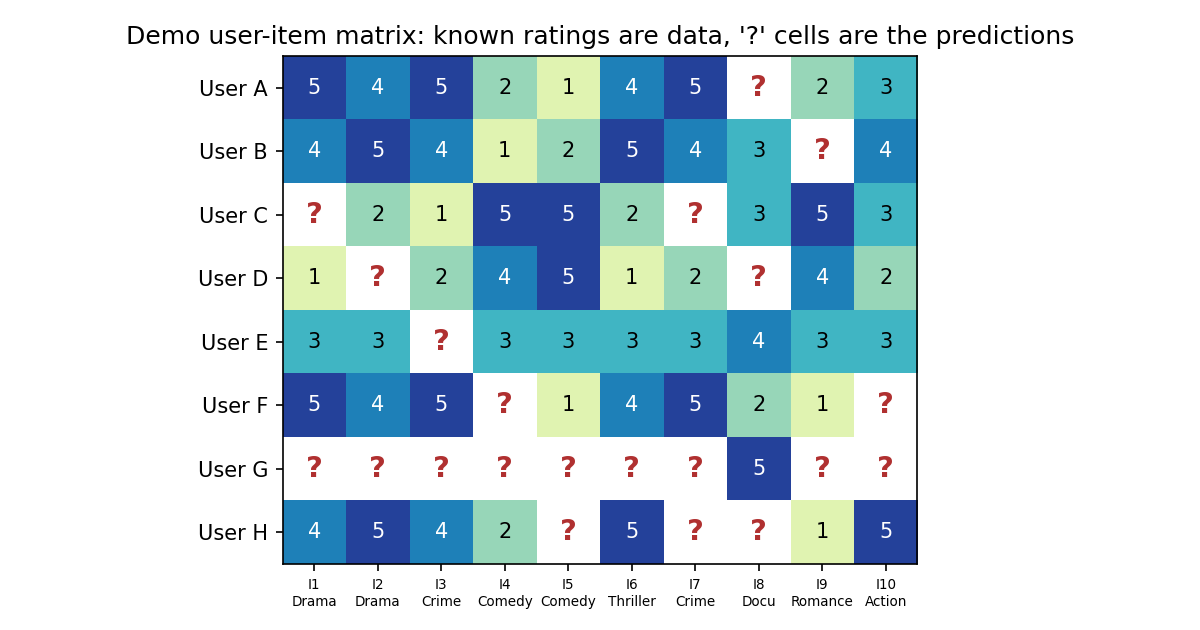 Demo user-item matrix: known ratings are data, '?' cells are the predictions
User A 5 4 5 2 1 4 5 ? 2 3
User B 4 5 4 1 2 5 4 3 ? 4
User C ? 2 1 5 5 2 ? 3 5 3
User D 1 ? 2 4 5 1 2 ? 4 2
User E 3 3 ? 3 3 3 3 4 3 3
User F 5 4 5 ? 1 4 5 2 1 ?
User G ? ? ? ? ? ? ? 5 ? ?
User H 4 5 4 2 ? 5 ? ? 1 5
I1 I2 I3 I4 I5 I6 I7 I8 I9 I10
Drama Drama Crime Comedy Comedy Thriller Crime Docu Romance Action